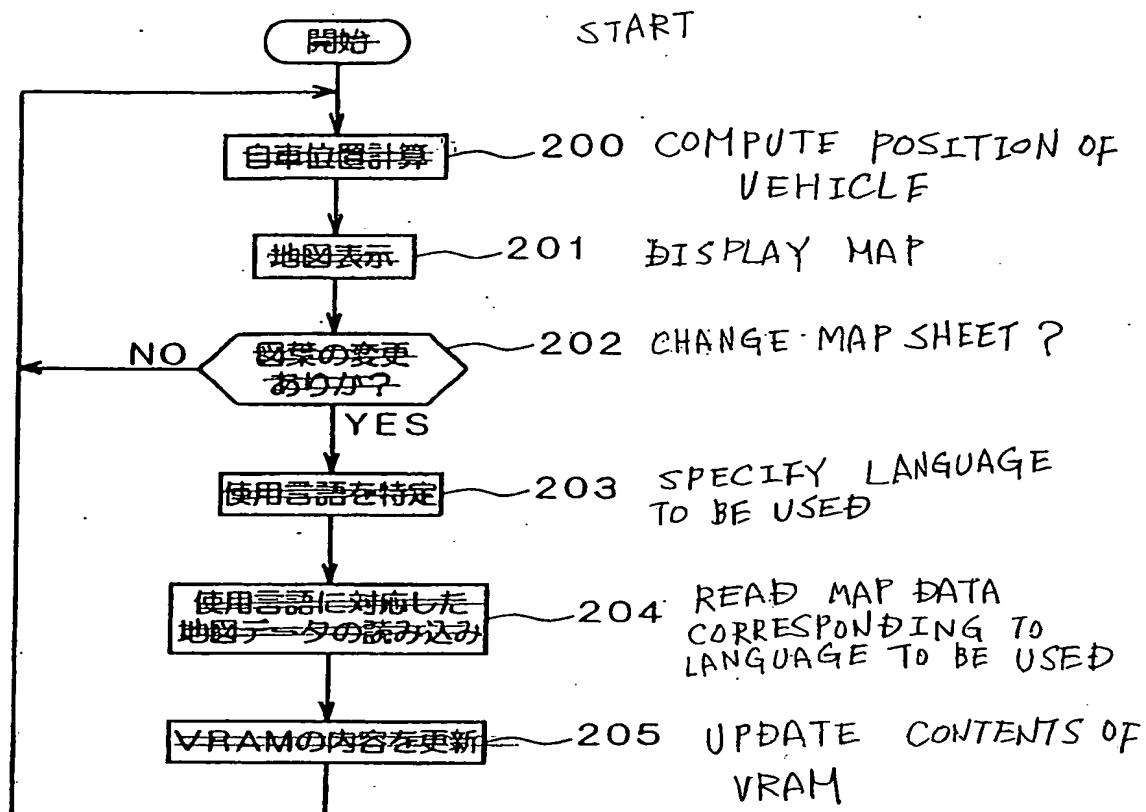 開始 START
自車位置計算 200 COMPUTE POSITION OF
VEHICLE
地図表示 201 DISPLAY MAP
図葉の変更
ありか? 202 CHANGE MAP SHEET ?
NO
YES
使用言語を特定 203 SPECIFY LANGUAGE
TO BE USED
使用言語に対応した
地図データの読み込み 204 READ MAP DATA
CORRESPONDING TO
LANGUAGE TO BE USED
VRAMの内容を更新 205 UPDATE CONTENTS OF
VRAM